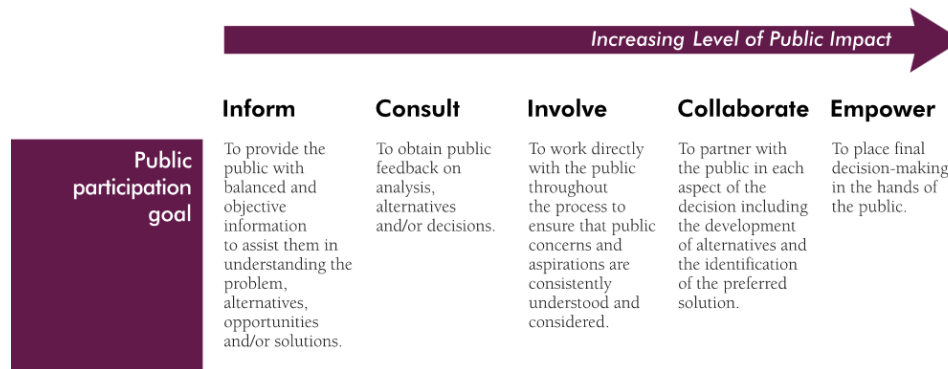 Increasing Level of Public Impact
Inform
Consult
Involve
Collaborate
Empower
Public
participation
goal
To provide the
public with
balanced and
objective
information
to assist them in
understanding the
problem,
alternatives,
opportunities
and/or solutions.
To obtain public
feedback on
analysis,
alternatives
and/or decisions.
To work directly
with the public
throughout
the process to
ensure that public
concerns and
aspirations are
consistently
understood and
considered.
To partner with
the public in each
aspect of the
decision including
the development
of alternatives and
the identification
of the preferred
solution.
To place final
decision-making
in the hands of
the public.